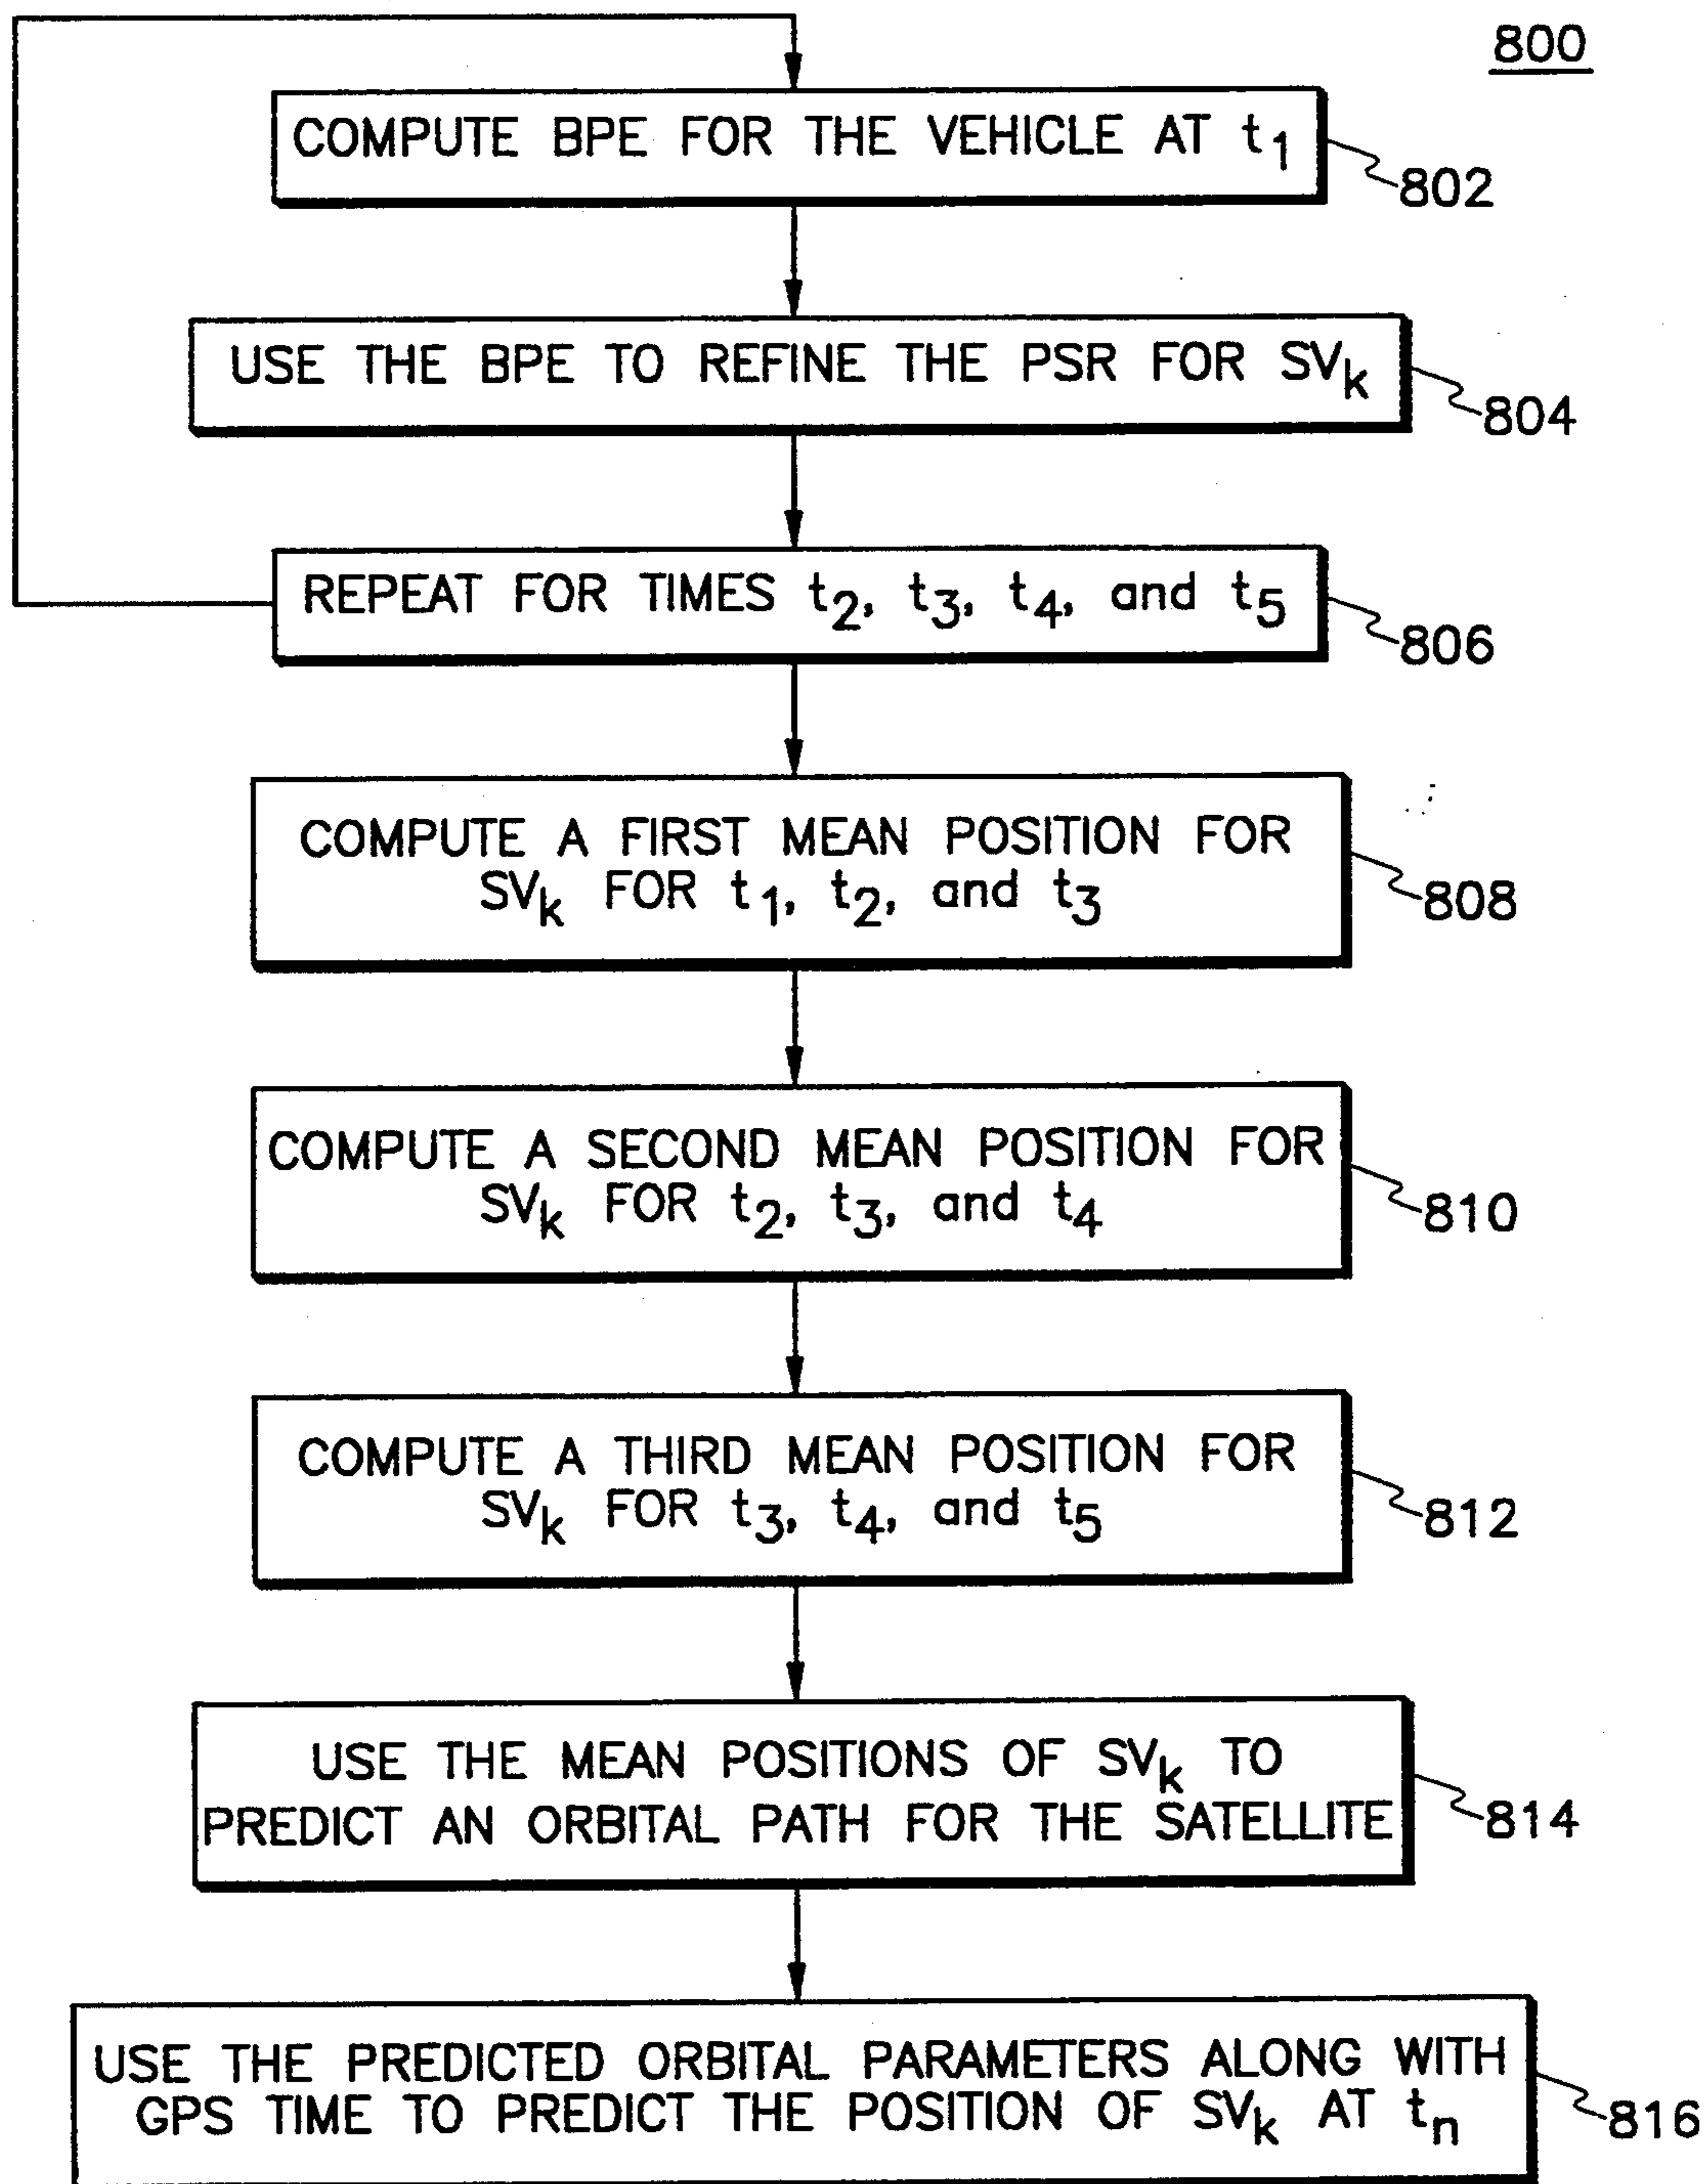 800
COMPUTE BPE FOR THE VEHICLE AT t₁
802
USE THE BPE TO REFINE THE PSR FOR SVₖ
804
REPEAT FOR TIMES t₂, t₃, t₄, and t₅
806
COMPUTE A FIRST MEAN POSITION FOR
SVₖ FOR t₁, t₂, and t₃
808
COMPUTE A SECOND MEAN POSITION FOR
SVₖ FOR t₂, t₃, and t₄
810
COMPUTE A THIRD MEAN POSITION FOR
SVₖ FOR t₃, t₄, and t₅
812
USE THE MEAN POSITIONS OF SVₖ TO
PREDICT AN ORBITAL PATH FOR THE SATELLITE
814
USE THE PREDICTED ORBITAL PARAMETERS ALONG WITH
GPS TIME TO PREDICT THE POSITION OF SVₖ AT tₙ
816